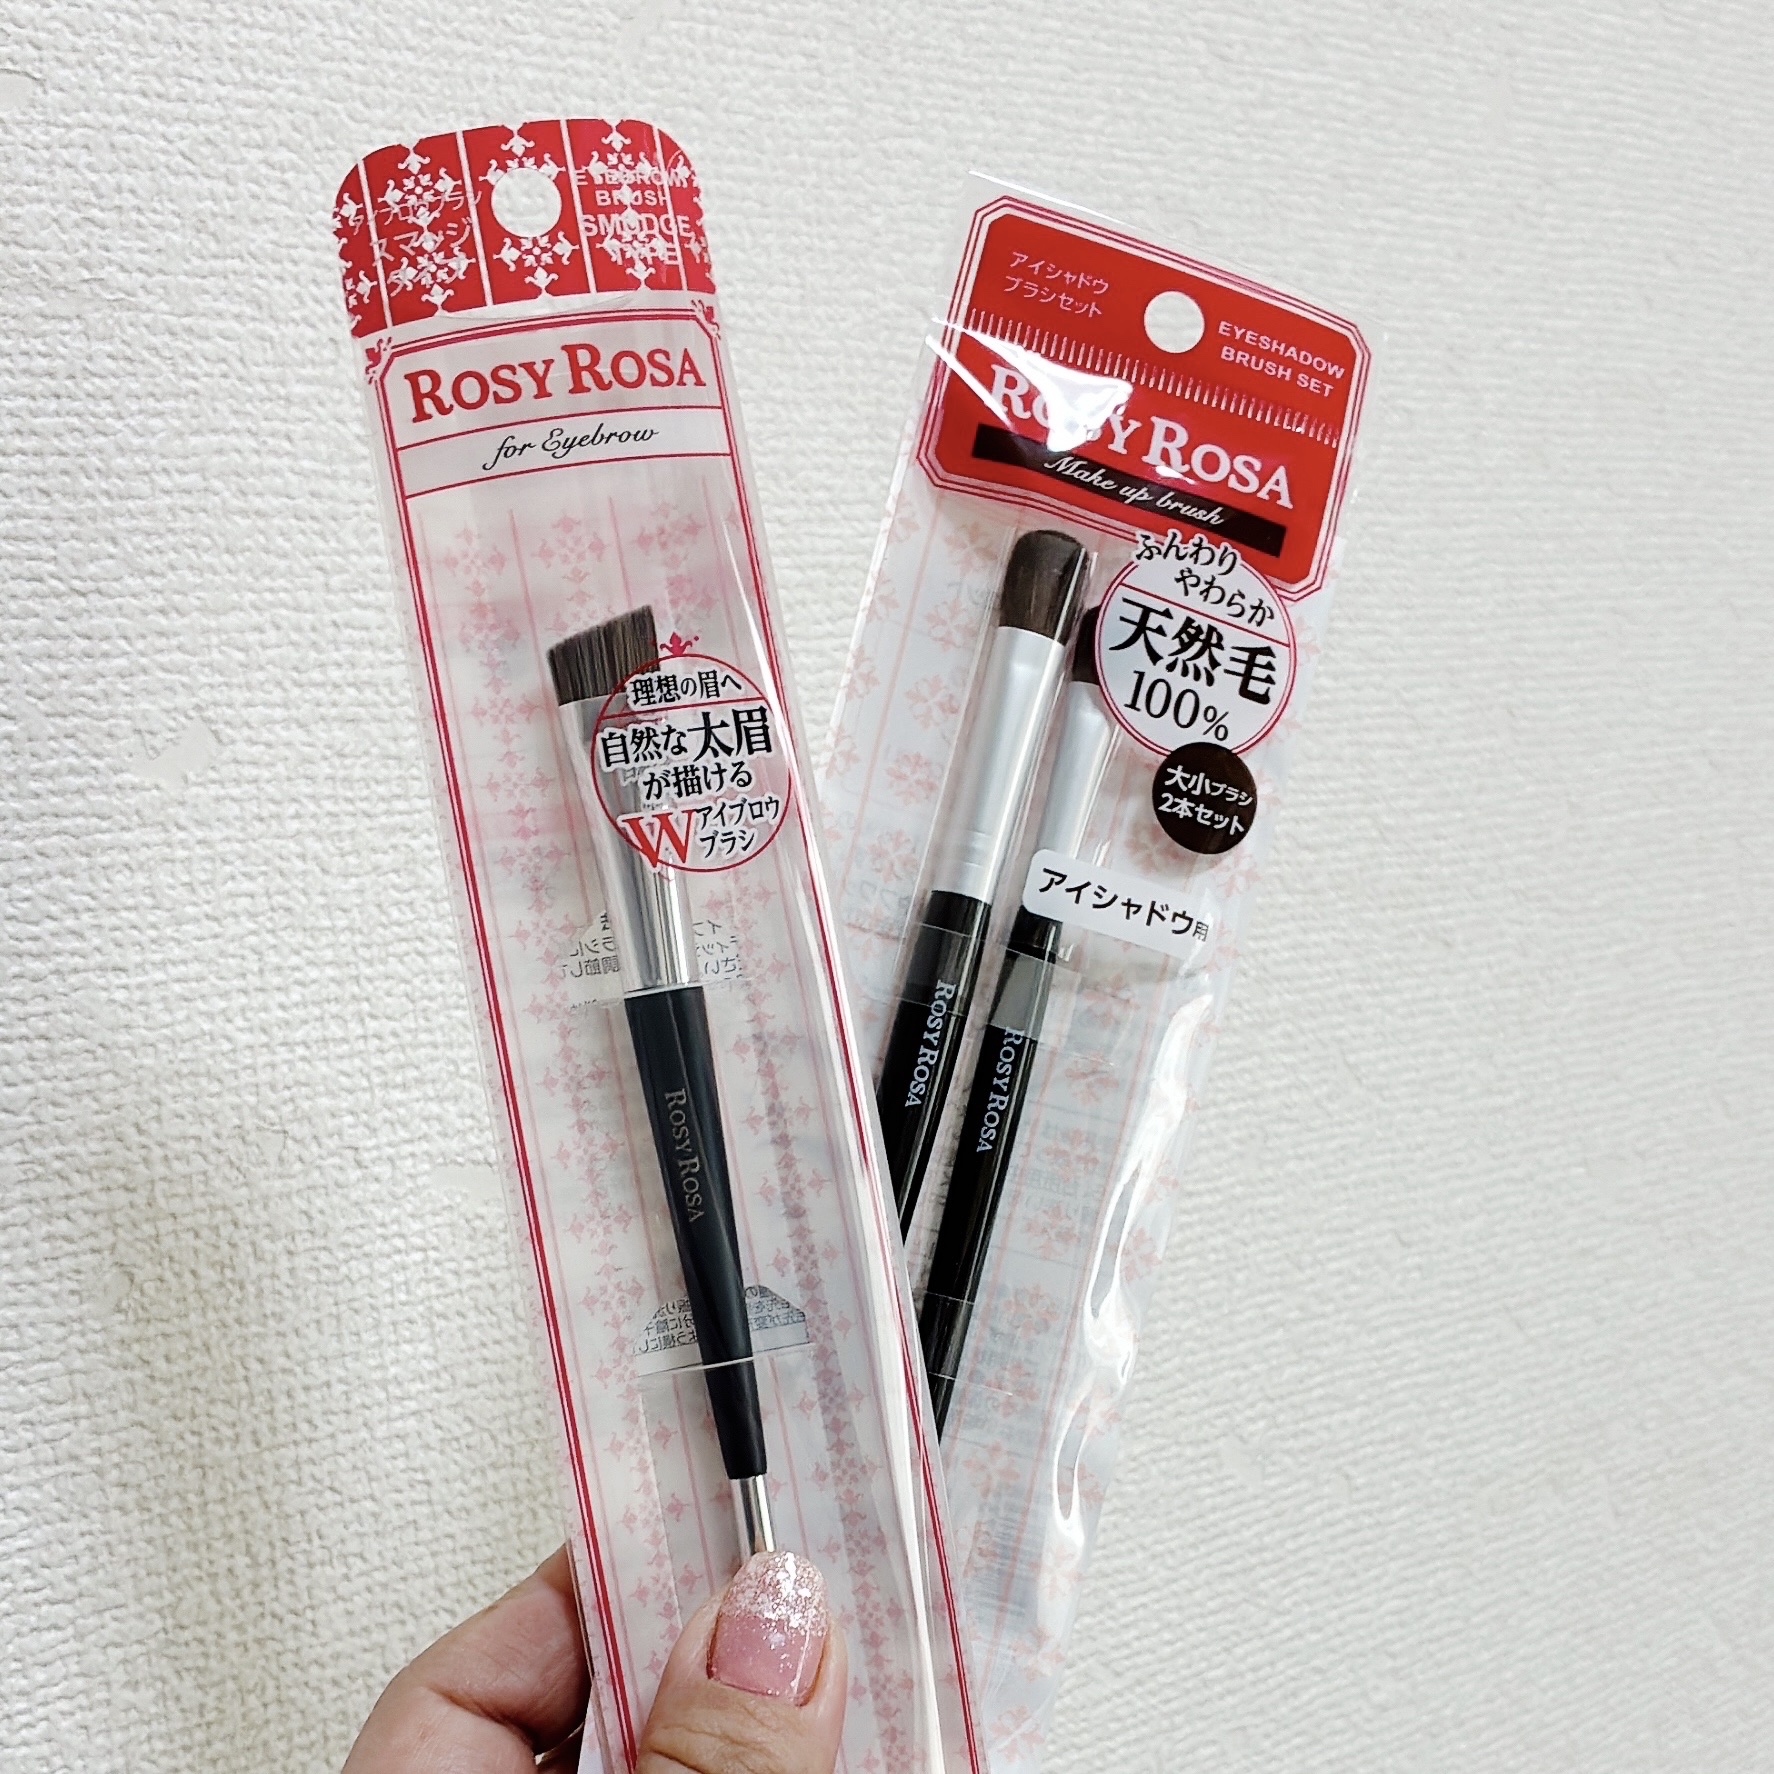 アイブロウブラシ
スマッジ
タイプ
EYEBROW
BRUSH
SMUDGE
TYPE
ROSY ROSA
for Eyebrow
理想の眉へ
自然な太眉
が描ける
Wアイブロウ
ブラシ
ROSY ROSA
アイシャドウ
ブラシセット
EYESHADOW
BRUSH SET
ROSY ROSA
Make up brush
ふんわり
やわらか
天然毛
100%
大小ブラシ
2本セット
アイシャドウ用
ROSY ROSA
ROSY ROSA